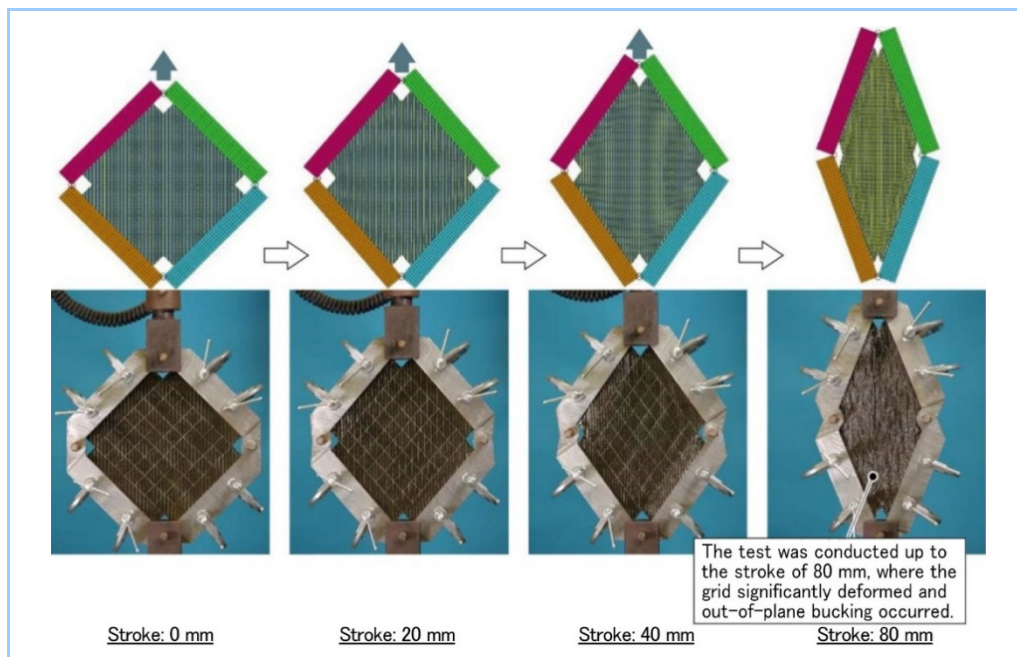 The test was conducted up to
the stroke of 80 mm, where the
grid significantly deformed and
out-of-plane bucking occurred.
Stroke: 0 mm
Stroke: 20 mm
Stroke: 40 mm
Stroke: 80 mm